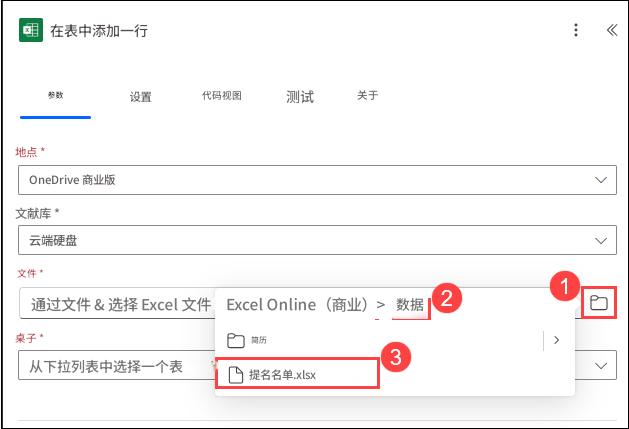 在表中添加一行
参数 设置 代码视图 测试 关于
地点 *
OneDrive 商业版
文献库 *
云端硬盘
文件 *
通过文件 & 选择 Excel 文件
1
Excel Online（商业）> 数据
2
简历
桌子 *
从下拉列表中选择一个表
提名名单.xlsx
3